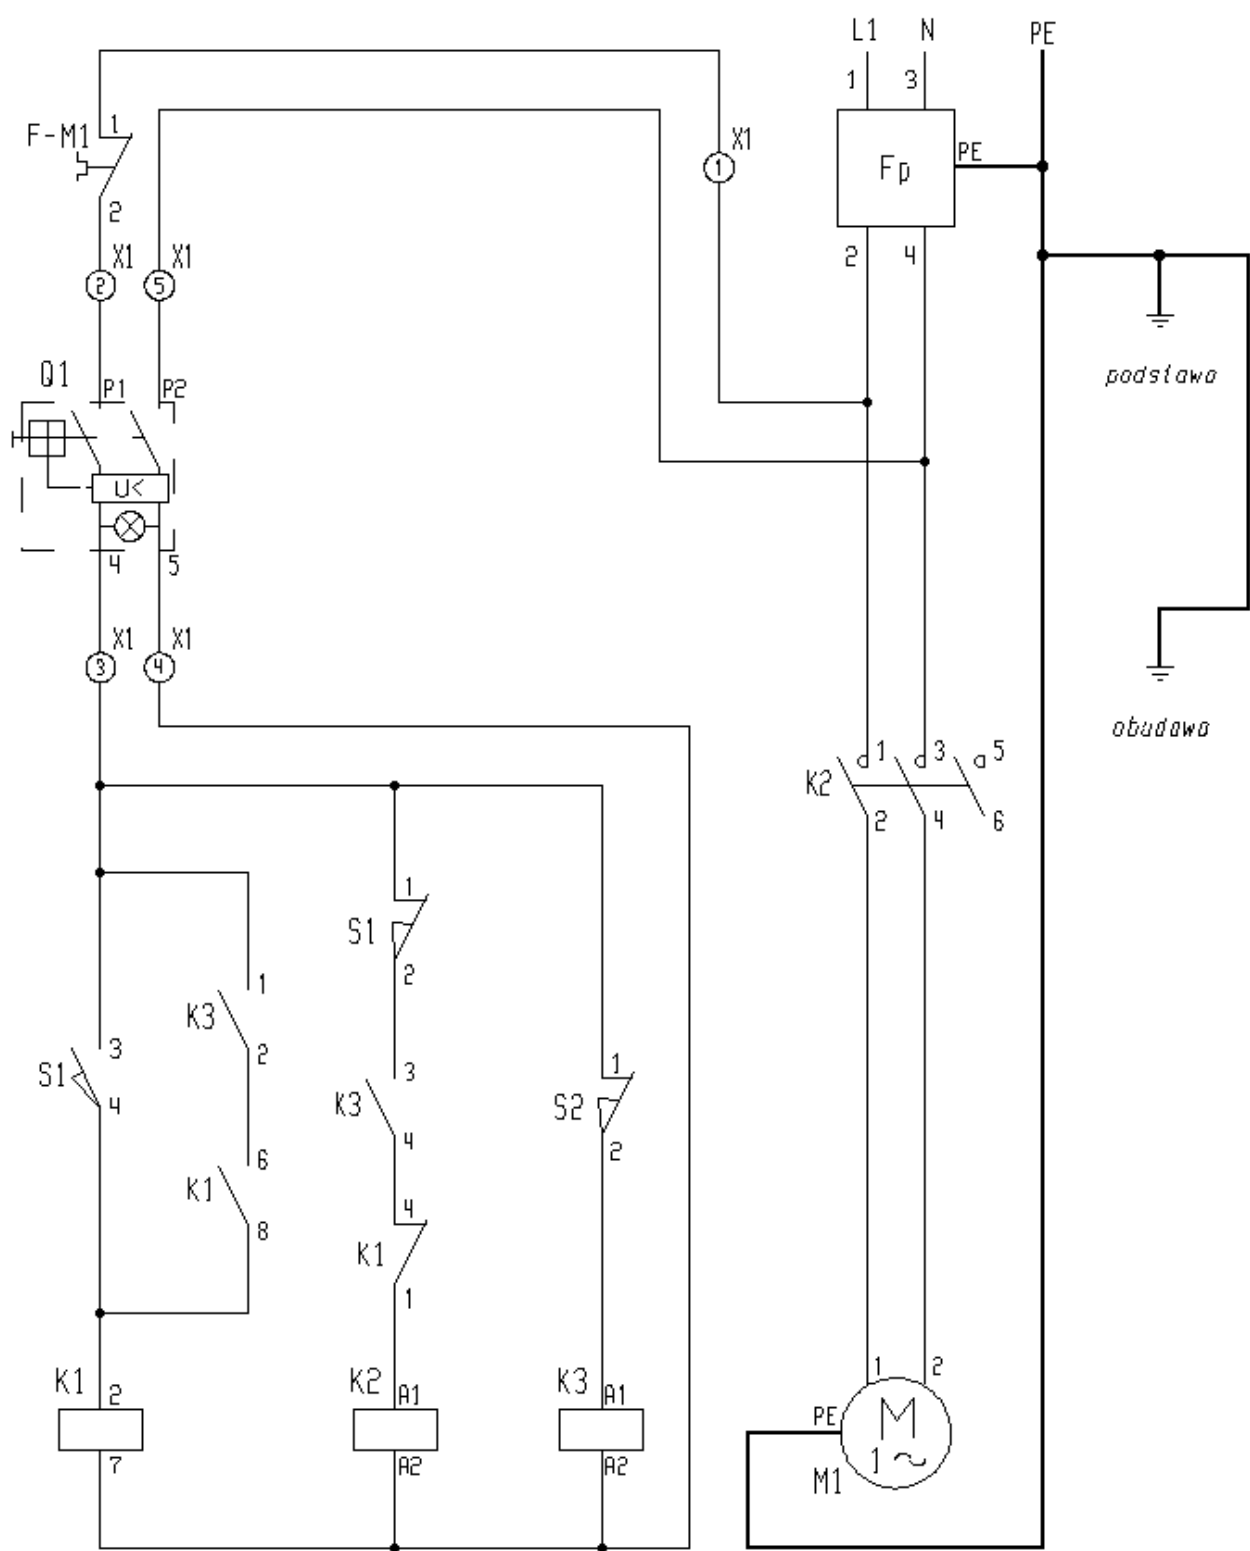 L1 N PE
1 3
F-M1 1
X1
1
Fp PE
2
X1 X1
2 5
2 4
podstawa
Q1 P1 P2
U<
4 5
X1 X1
3 4
obudowa
K2 1 3 5
2 4 6
1
S1
2
1
K3
2
3
S1
4
3
K3
4
1
S2
2
6
K1
8
4
K1
1
K1 2
7
K2 A1
A2
K3 A1
A2
1 2
PE
M
1 ~
M1